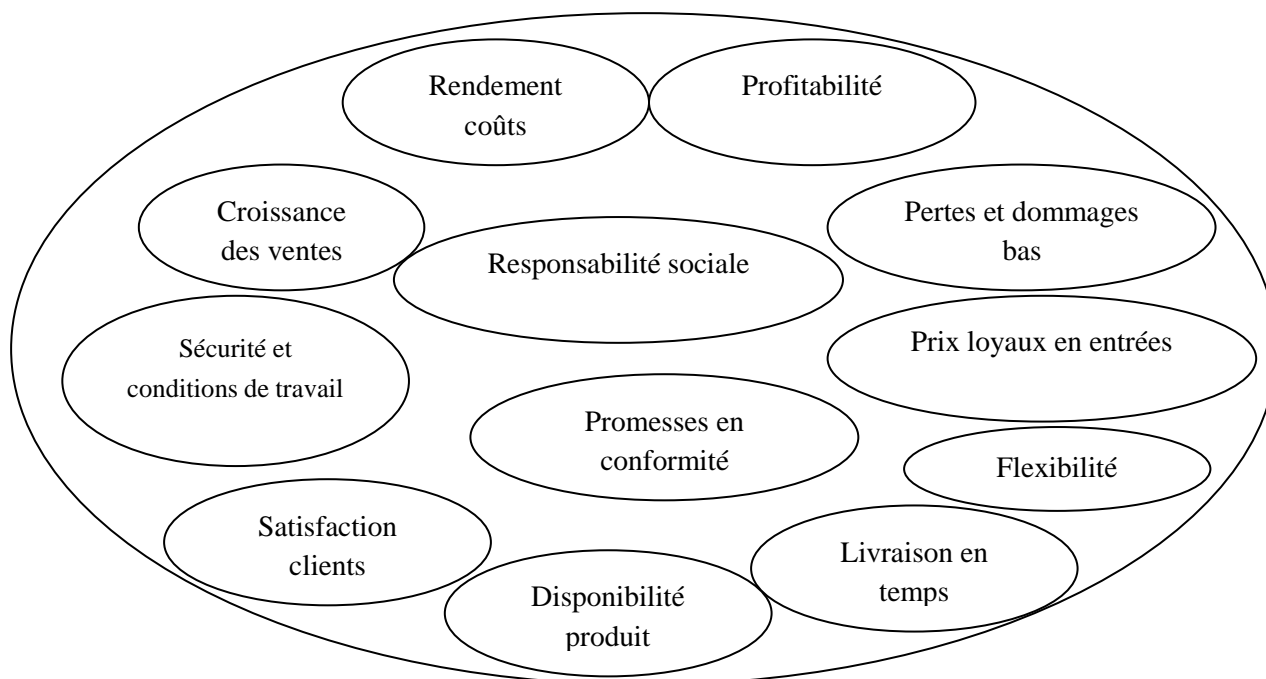 Rendement
coûts
Profitabilité
Croissance
des ventes
Pertes et dommages
bas
Responsabilité sociale
Sécurité et
conditions de travail
Prix loyaux en entrées
Promesses en
conformité
Flexibilité
Satisfaction
clients
Livraison en
temps
Disponibilité
produit